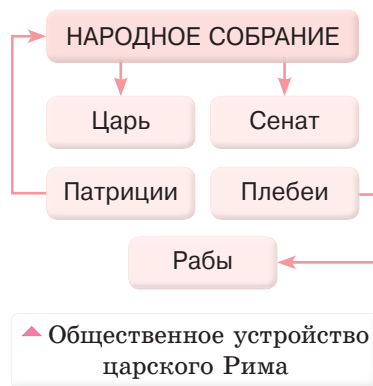 НАРОДНОЕ СОБРАНИЕ
Царь
Сенат
Патриции
Плебеи
Рабы
Общественное устройство
царского Рима